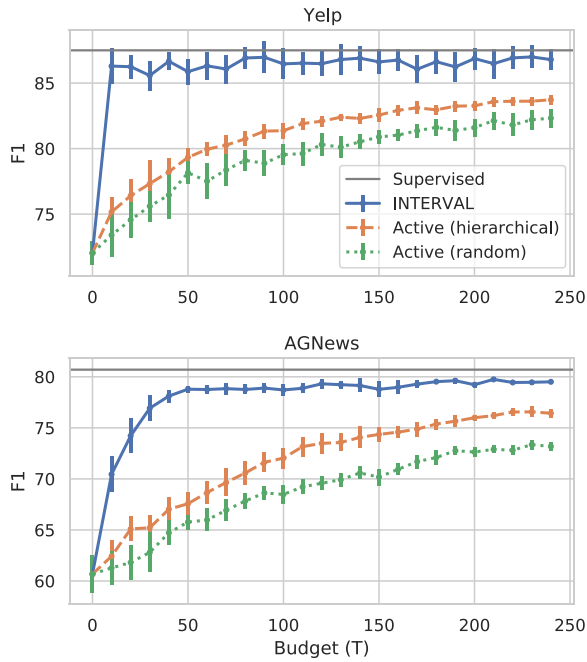 Yelp
85
80
75
F1
Supervised
INTERVAL
Active (hierarchical)
Active (random)
0 50 100 150 200 250
AGNews
80
75
70
65
60
F1
0 50 100 150 200 250
Budget (T)